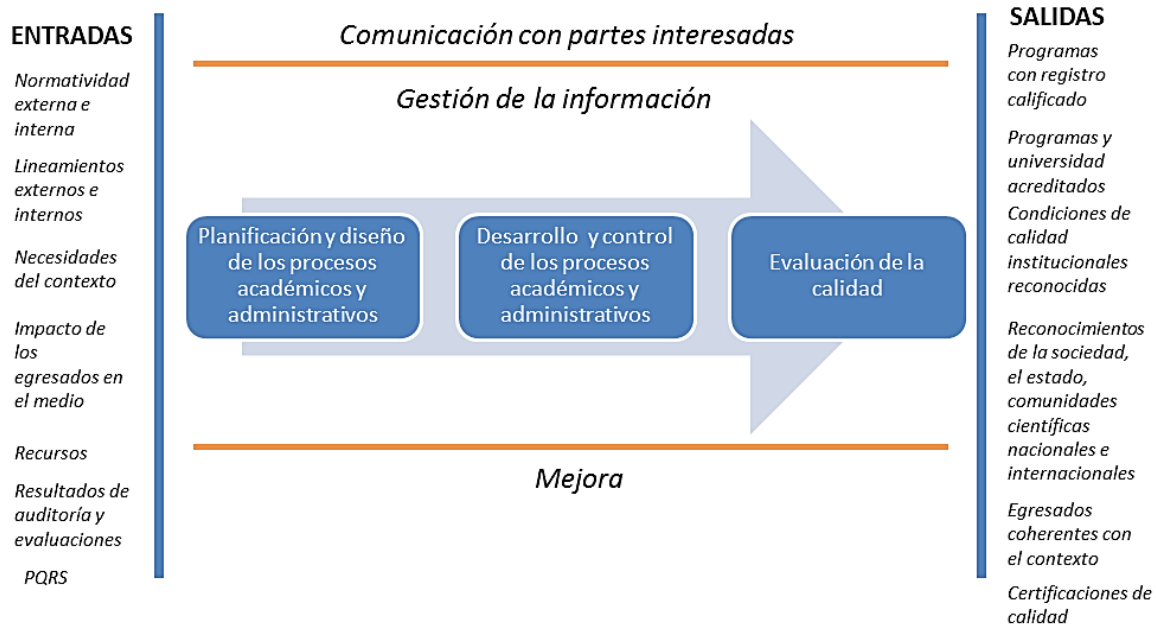 ENTRADAS
Normatividad
externa e
interna
Lineamientos
externos e
internos
Necesidades
del contexto
Impacto de
los
egresados en
el medio
Recursos
Resultados de
auditoría y
evaluaciones
PQRS
Comunicación con partes interesadas
Gestión de la información
Planificación y diseño
de los procesos
académicos y
administrativos
Desarrollo y control
de los procesos
académicos y
administrativos
Evaluación de la
calidad
Mejora
SALIDAS
Programas
con registro
calificado
Programas y
universidad
acreditados
Condiciones de
calidad
institucionales
reconocidas
Reconocimientos
de la sociedad,
el estado,
comunidades
científicas
nacionales e
internacionales
Egresados
coherentes con
el contexto
Certificaciones de
calidad